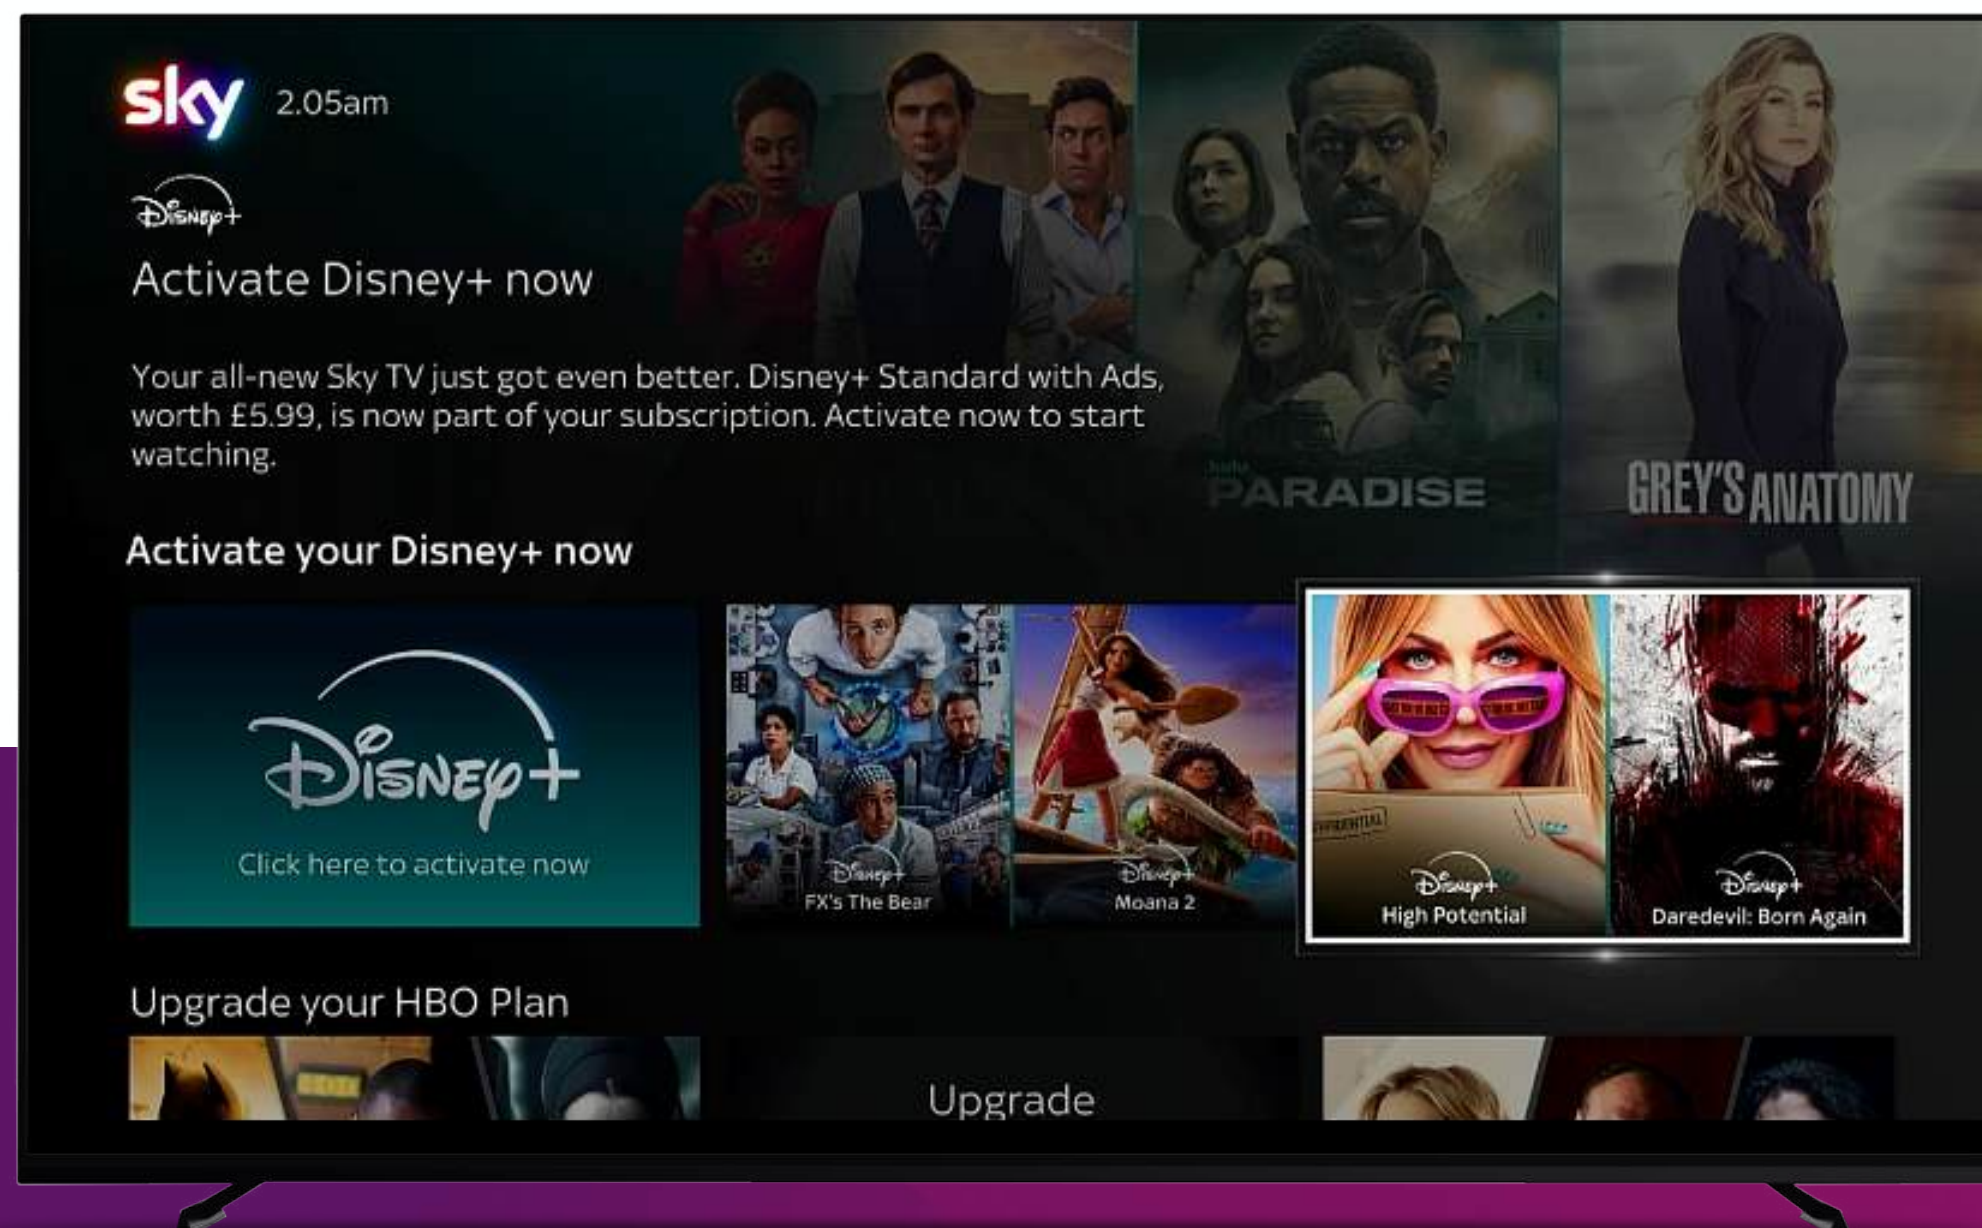 sky 2.05am
Disney+
Activate Disney+ now
Your all-new Sky TV just got even better. Disney+ Standard with Ads,
worth £5.99, is now part of your subscription. Activate now to start
watching.
hulu
PARADISE
GREY'S ANATOMY
Activate your Disney+ now
Disney+
Click here to activate now
Disney+
FX's The Bear
Disney+
Moana 2
Disney+
High Potential
Disney+
Daredevil: Born Again
Upgrade your HBO Plan
Upgrade